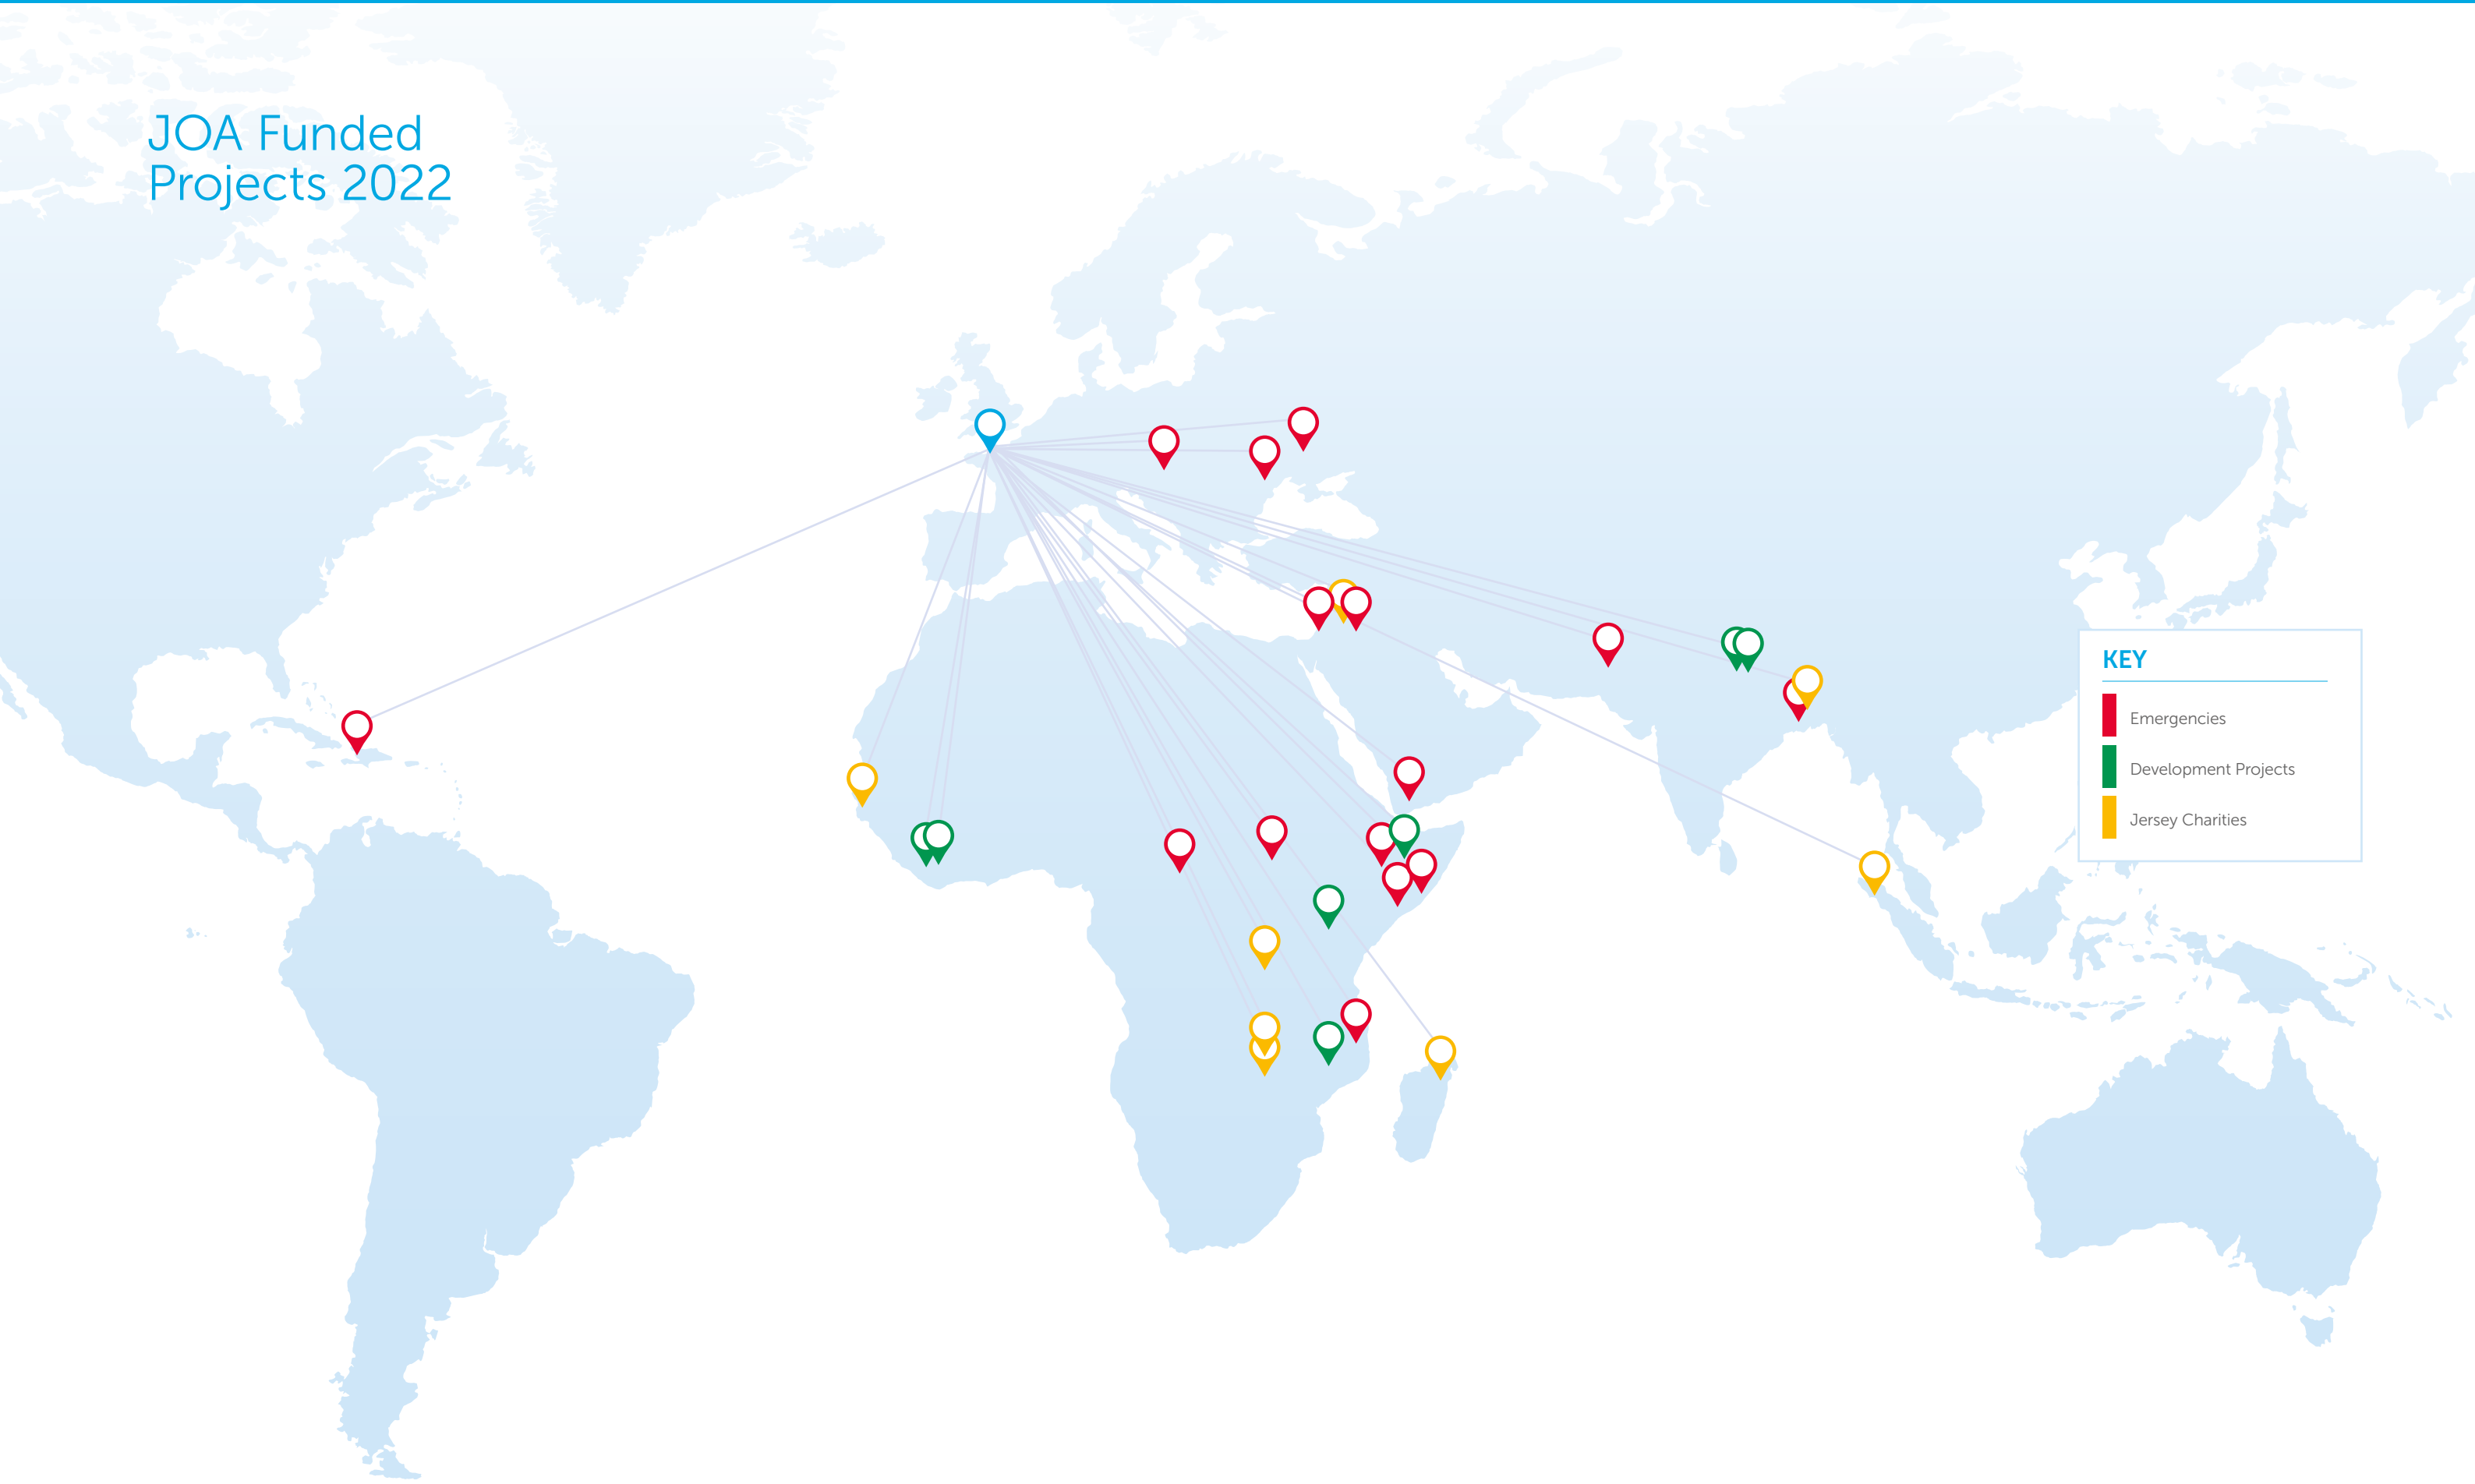 JOA Funded
Projects 2022
KEY
Emergencies
Development Projects
Jersey Charities